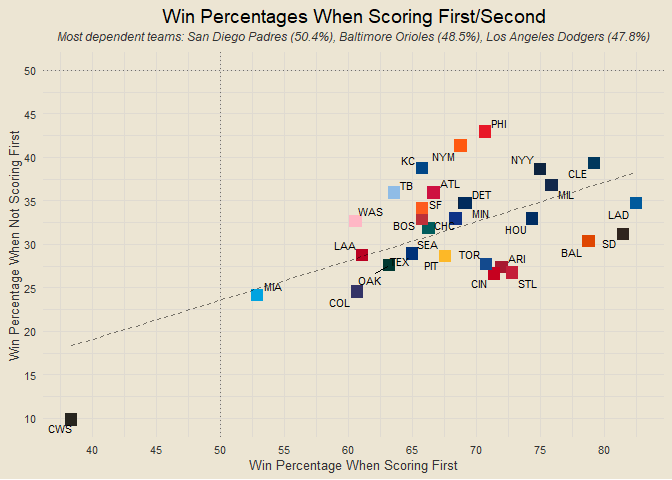 Win Percentages When Scoring First/Second
Most dependent teams: San Diego Padres (50.4%), Baltimore Orioles (48.5%), Los Angeles Dodgers (47.8%)
Win Percentage When Not Scoring First
50
45
40
35
30
25
20
15
10
PHI
NYM
KC
NYY
CLE
TB
ATL
DET
MIL
WAS
SF
MIN
LAD
BOS
CHC
HOU
SD
LAA
SEA
BAL
TEX
PIT
TOR
ARI
OAK
CIN
STL
MIA
COL
CWS
40
45
50
55
60
65
70
75
80
Win Percentage When Scoring First